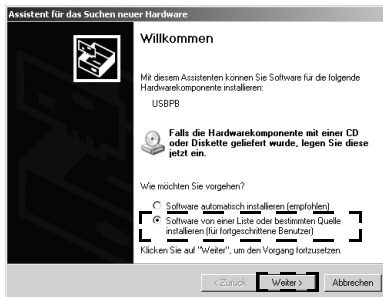 Assistent für das Suchen neuer Hardware
Willkommen
Mit diesem Assistenten können Sie Software für die folgende
Hardwarekomponente installieren:
USBPB
Falls die Hardwarekomponente mit einer CD
oder Diskette geliefert wurde, legen Sie diese
jetzt ein.
Wie möchten Sie vorgehen?
Software automatisch installieren (empfohlen)
Software von einer Liste oder bestimmten Quelle
installieren (für fortgeschrittene Benutzer)
Klicken Sie auf "Weiter", um den Vorgang fortzusetzen.
< Zurück Weiter > Abbrechen